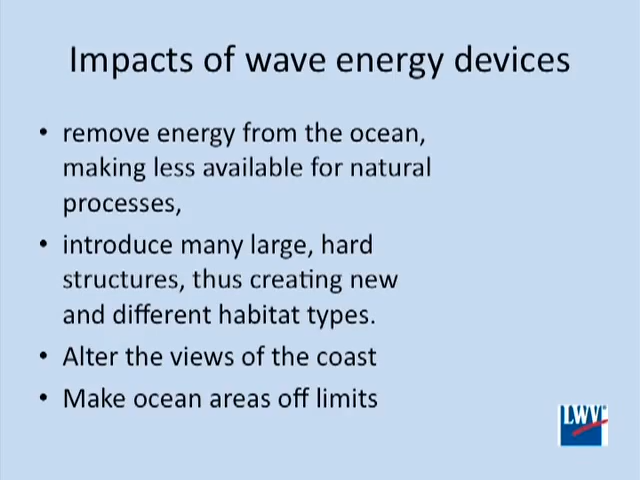 Impacts of wave energy devices
• remove energy from the ocean,
making less available for natural
processes,
• introduce many large, hard
structures, thus creating new
and different habitat types.
• Alter the views of the coast
• Make ocean areas off limits
LWV